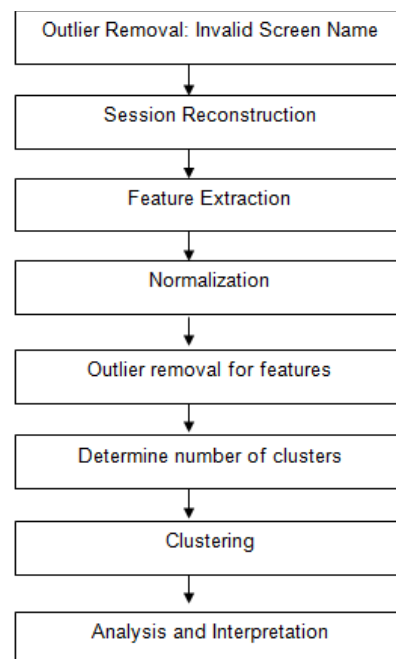 Outlier Removal: Invalid Screen Name
Session Reconstruction
Feature Extraction
Normalization
Outlier removal for features
Determine number of clusters
Clustering
Analysis and Interpretation